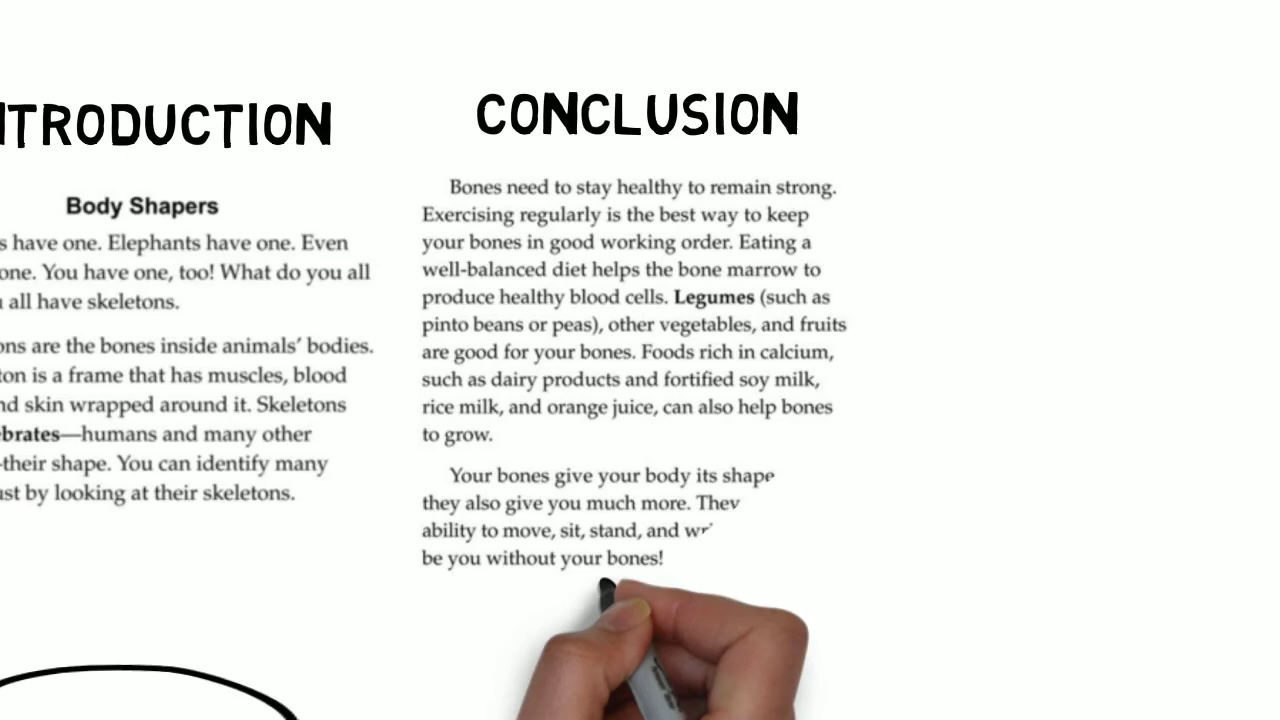 NTRODUCTION
Body Shapers
s have one. Elephants have one. Even
one. You have one, too! What do you all
all have skeletons.
ons are the bones inside animals' bodies.
ton is a frame that has muscles, blood
nd skin wrapped around it. Skeletons
ebrates—humans and many other
-their shape. You can identify many
ust by looking at their skeletons.
CONCLUSION
Bones need to stay healthy to remain strong.
Exercising regularly is the best way to keep
your bones in good working order. Eating a
well-balanced diet helps the bone marrow to
produce healthy blood cells. Legumes (such as
pinto beans or peas), other vegetables, and fruits
are good for your bones. Foods rich in calcium,
such as dairy products and fortified soy milk,
rice milk, and orange juice, can also help bones
to grow.
Your bones give your body its shape
they also give you much more.
ability to move, sit, stand, and
be you without your bones!